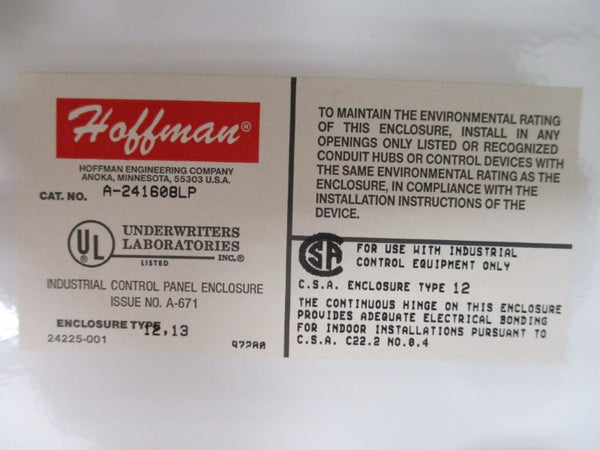 Hoffman®
HOFFMAN ENGINEERING COMPANY
ANOKA, MINNESOTA, 55303 U.S.A.
CAT. NO. A-241608LP
UL
LISTED
UNDERWRITERS
LABORATORIES
INC.®
INDUSTRIAL CONTROL PANEL ENCLOSURE
ISSUE NO. A-671
ENCLOSURE TYPE 12,13
24225-001
97280
TO MAINTAIN THE ENVIRONMENTAL RATING
OF THIS ENCLOSURE, INSTALL IN ANY
OPENINGS ONLY LISTED OR RECOGNIZED
CONDUIT HUBS OR CONTROL DEVICES WITH
THE SAME ENVIRONMENTAL RATING AS THE
ENCLOSURE, IN COMPLIANCE WITH THE
INSTALLATION INSTRUCTIONS OF THE
DEVICE.
SA
FOR USE WITH INDUSTRIAL
CONTROL EQUIPMENT ONLY
C.S.A. ENCLOSURE TYPE 12
THE CONTINUOUS HINGE ON THIS ENCLOSURE
PROVIDES ADEQUATE ELECTRICAL BONDING
FOR INDOOR INSTALLATIONS PURSUANT TO
C.S.A. C22.2 NO.0.4